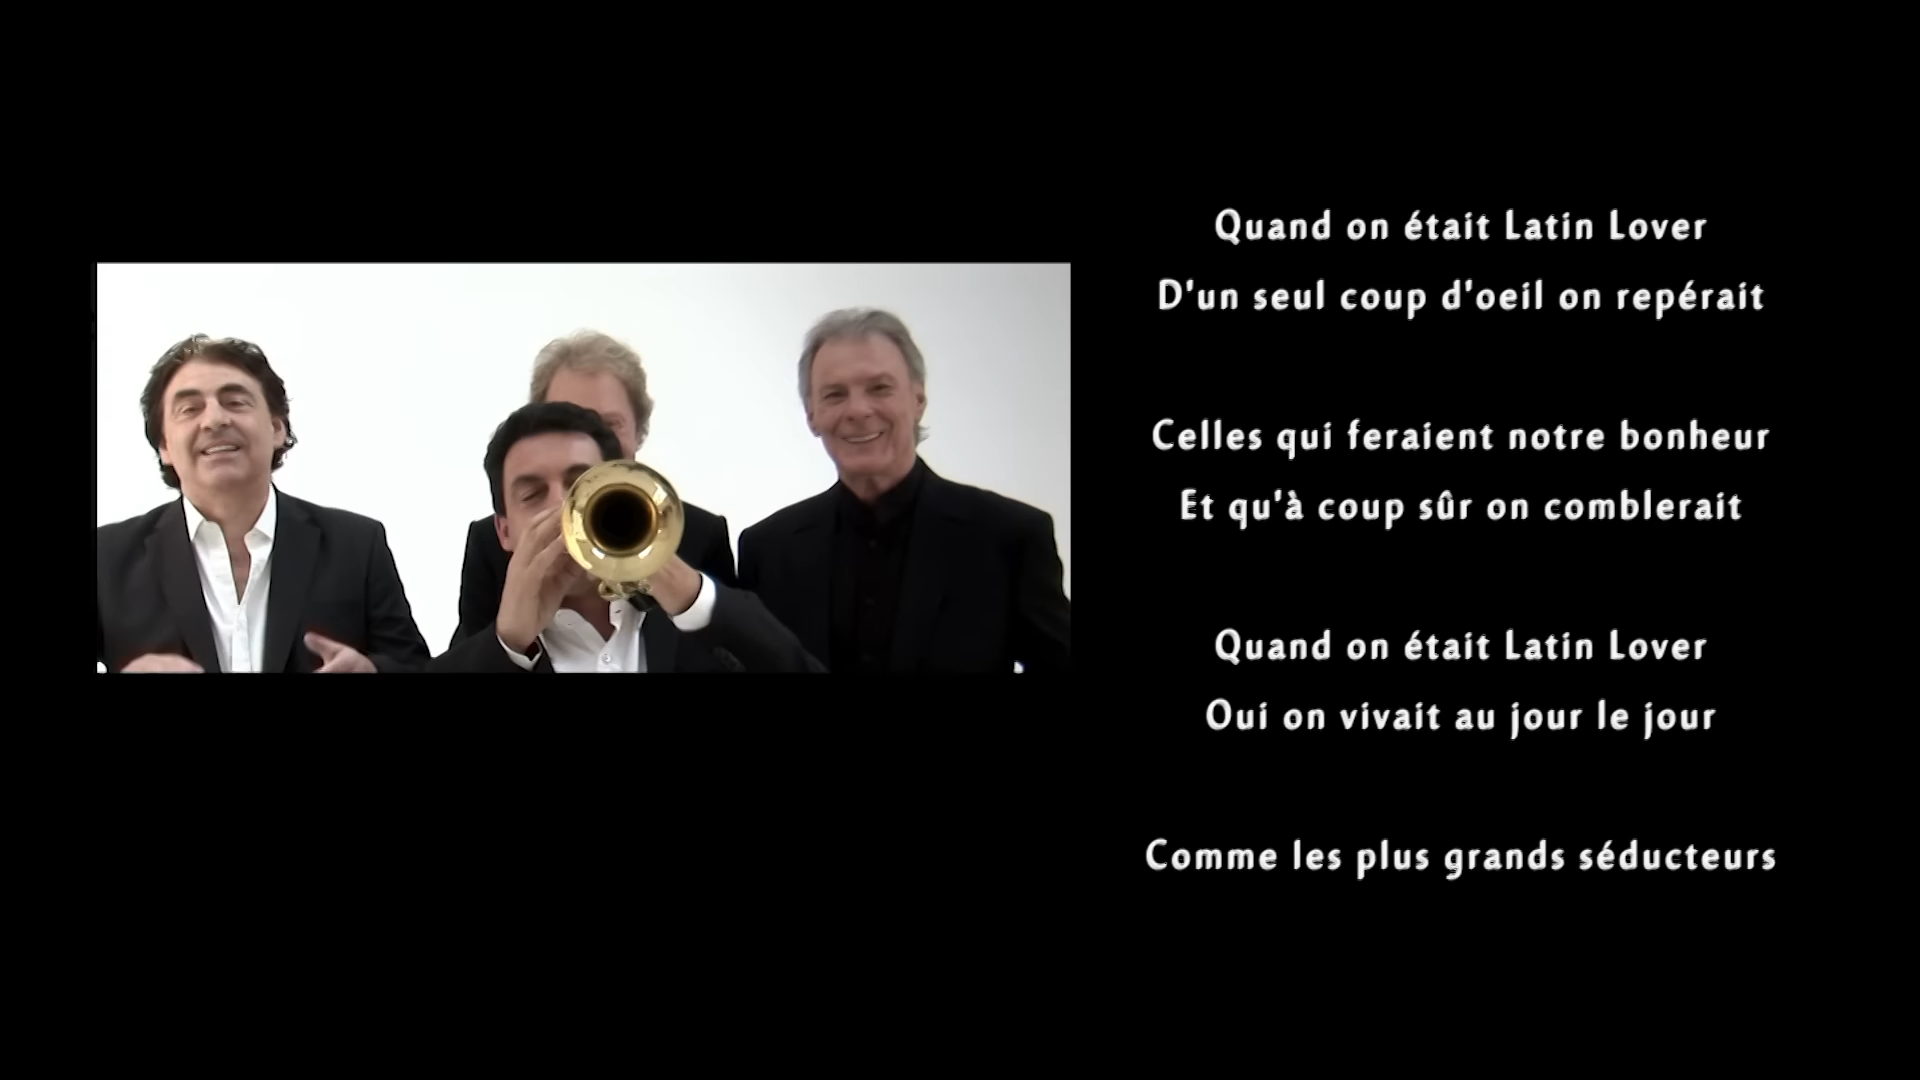 Quand on était Latin Lover
D'un seul coup d'oeil on repérait
Celles qui feraient notre bonheur
Et qu'à coup sûr on comblerait
Quand on était Latin Lover
Oui on vivait au jour le jour
Comme les plus grands séducteurs